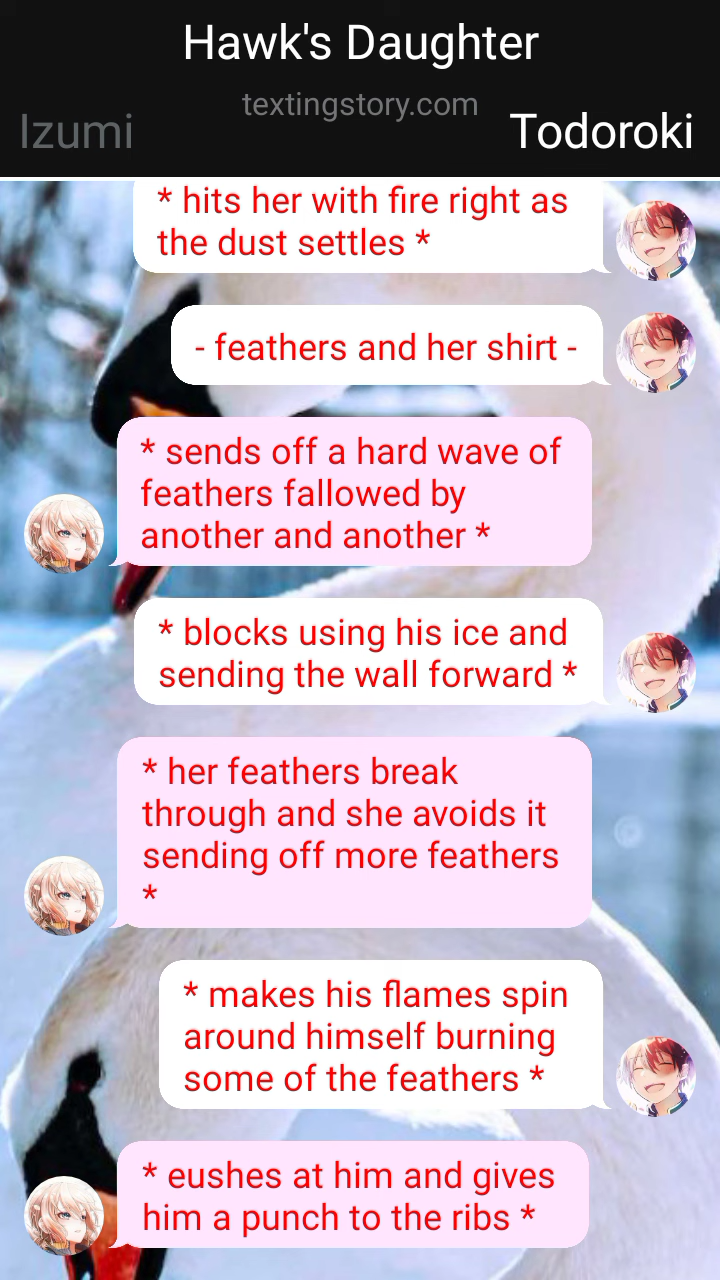 Hawk's Daughter
textingstory.com
Izumi
Todoroki
* hits her with fire right as
the dust settles *
- feathers and her shirt -
* sends off a hard wave of
feathers fallowed by
another and another *
* blocks using his ice and
sending the wall forward *
* her feathers break
through and she avoids it
sending off more feathers
*
* makes his flames spin
around himself burning
some of the feathers *
* eushes at him and gives
him a punch to the ribs *